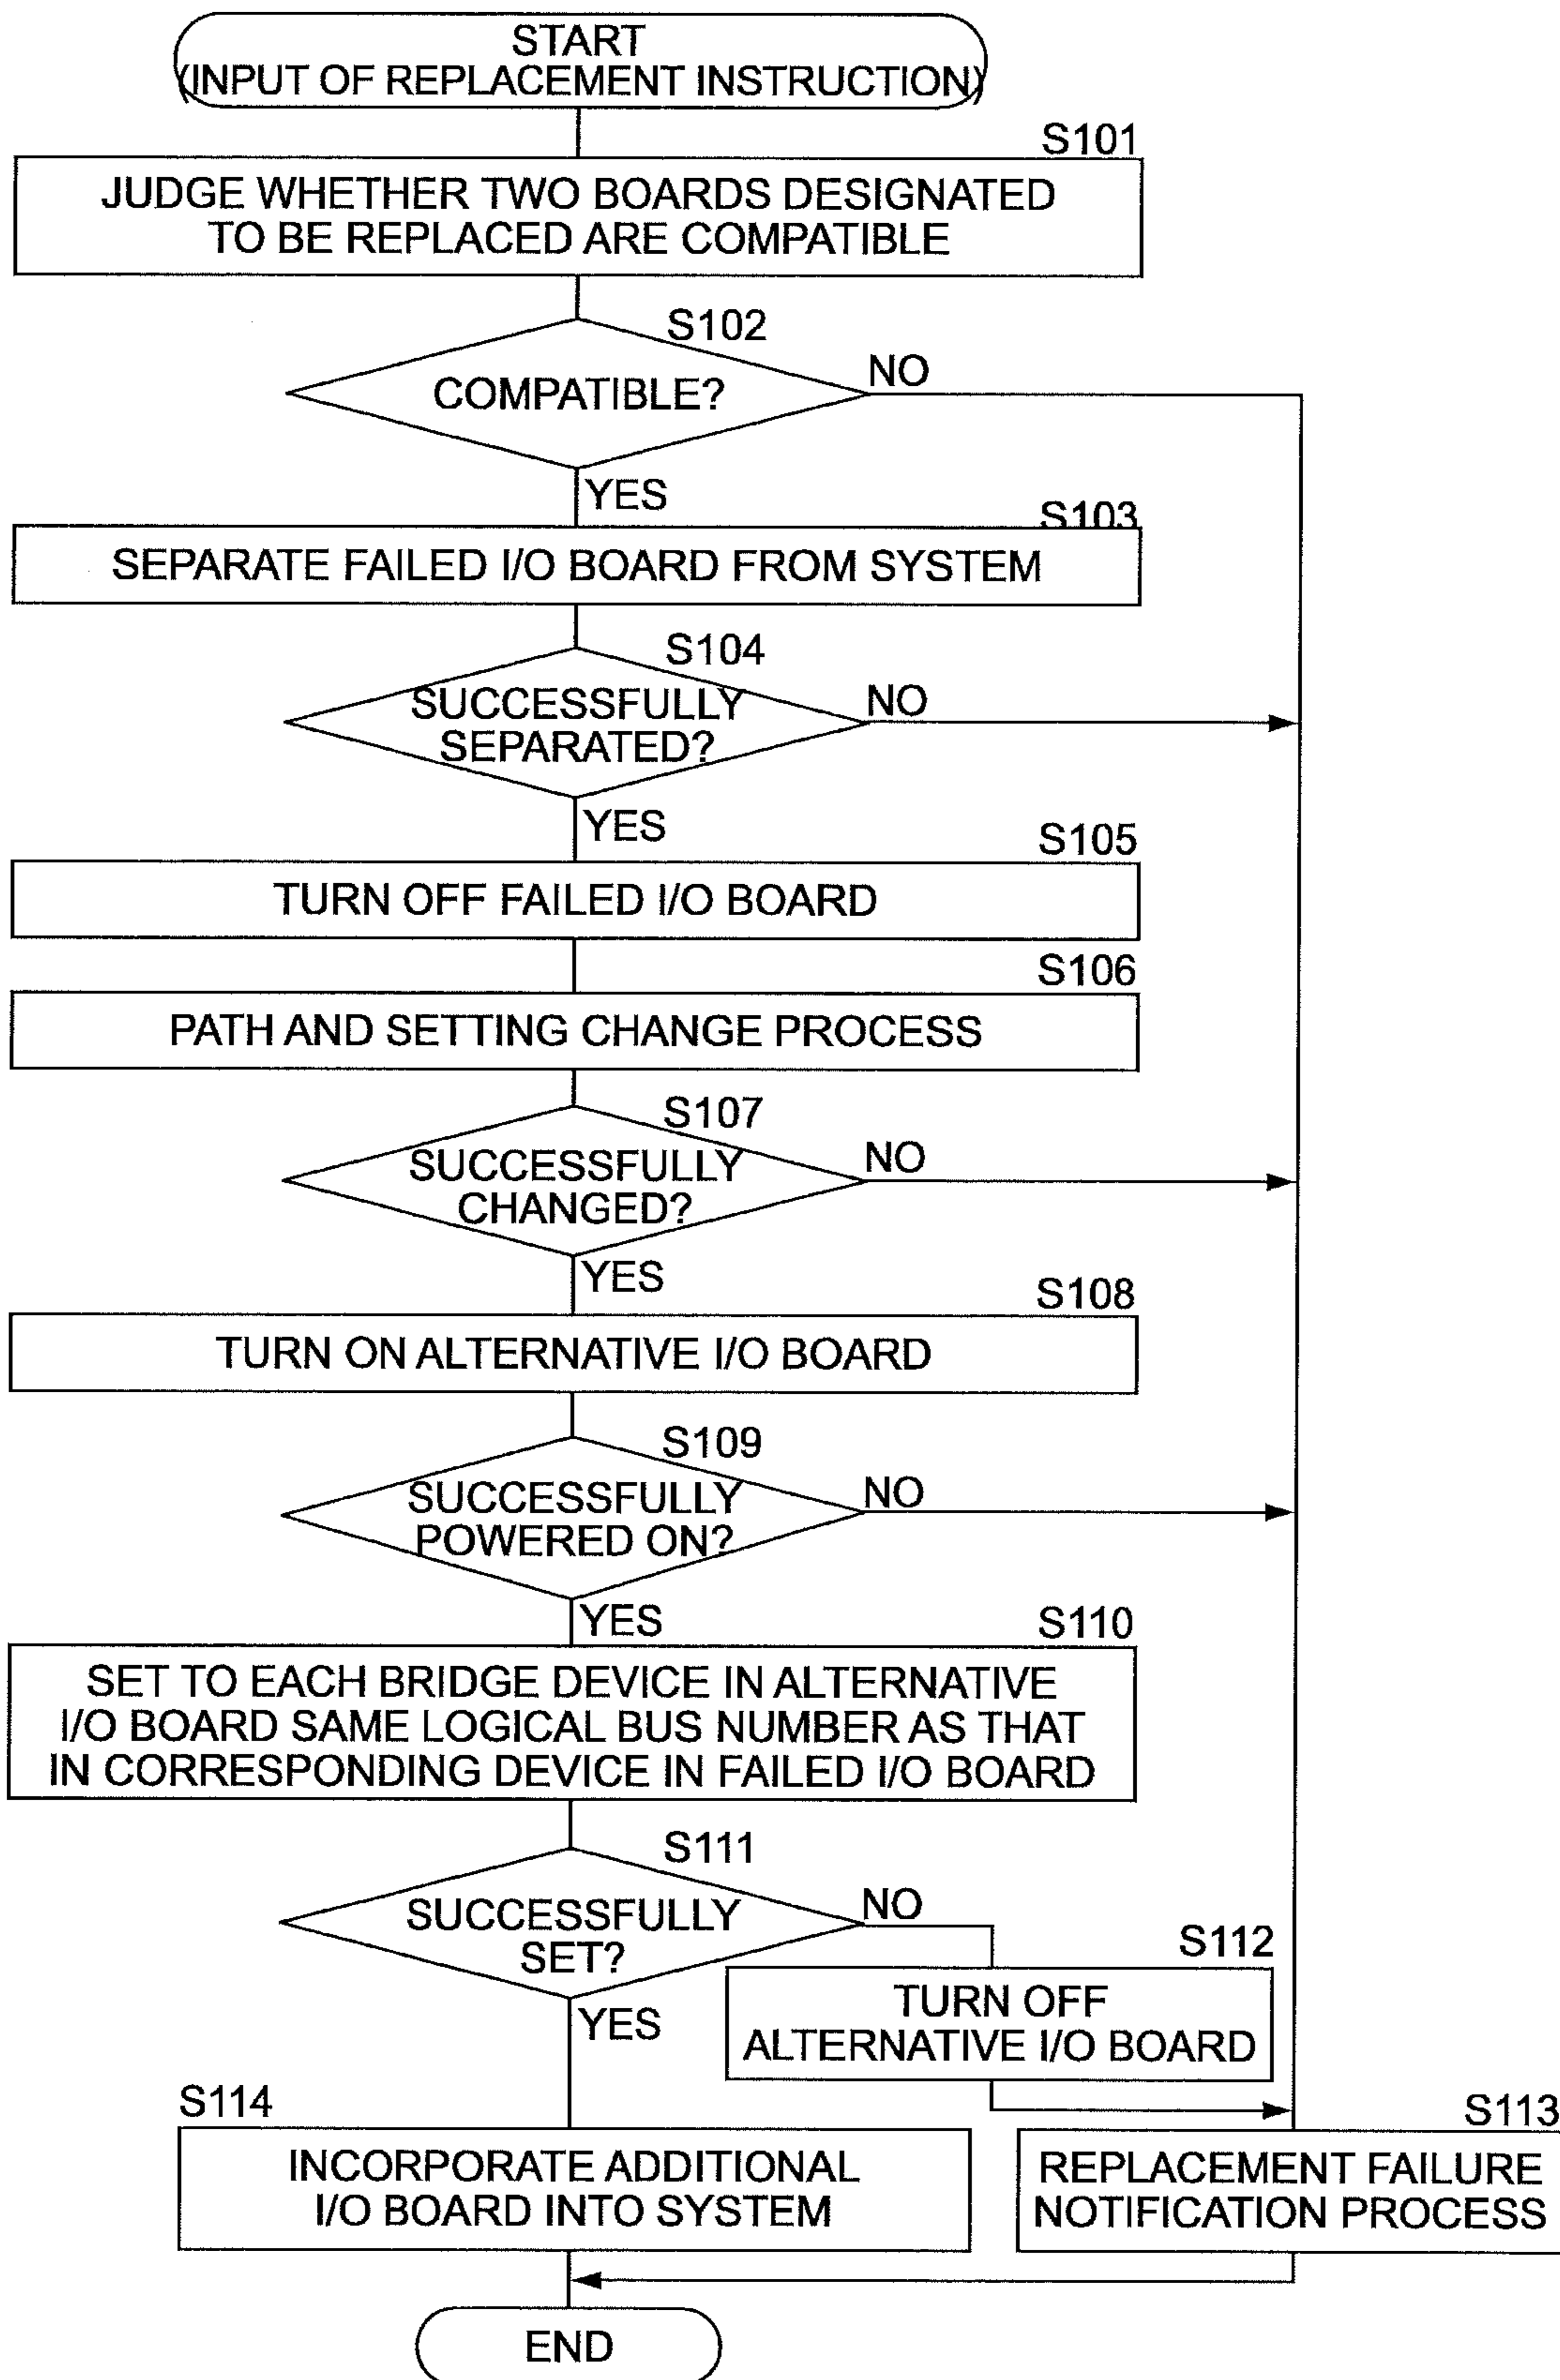 START
(INPUT OF REPLACEMENT INSTRUCTION)
S101
JUDGE WHETHER TWO BOARDS DESIGNATED
TO BE REPLACED ARE COMPATIBLE
S102
COMPATIBLE?
NO
YES
S103
SEPARATE FAILED I/O BOARD FROM SYSTEM
S104
SUCCESSFULLY
SEPARATED?
NO
YES
S105
TURN OFF FAILED I/O BOARD
S106
PATH AND SETTING CHANGE PROCESS
S107
SUCCESSFULLY
CHANGED?
NO
YES
S108
TURN ON ALTERNATIVE I/O BOARD
S109
SUCCESSFULLY
POWERED ON?
NO
YES
S110
SET TO EACH BRIDGE DEVICE IN ALTERNATIVE
I/O BOARD SAME LOGICAL BUS NUMBER AS THAT
IN CORRESPONDING DEVICE IN FAILED I/O BOARD
S111
SUCCESSFULLY
SET?
NO
YES
S112
TURN OFF
ALTERNATIVE I/O BOARD
S114
INCORPORATE ADDITIONAL
I/O BOARD INTO SYSTEM
S113
REPLACEMENT FAILURE
NOTIFICATION PROCESS
END